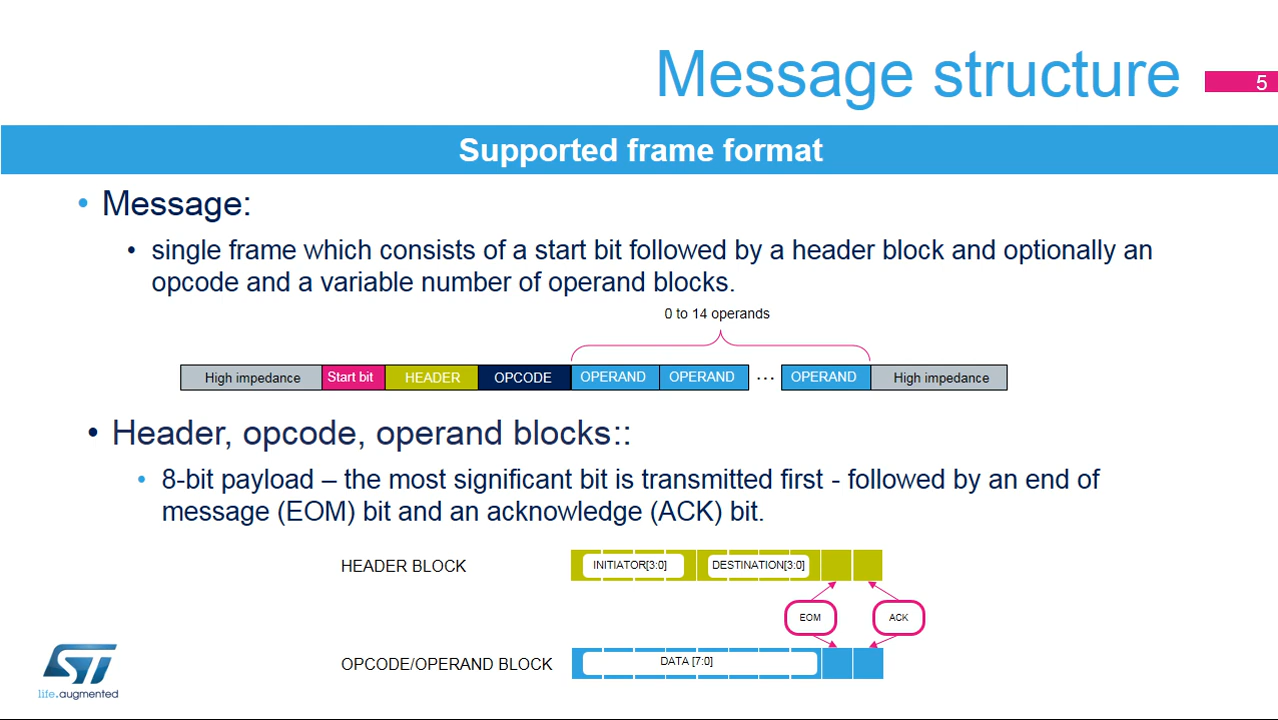 Message structure
5
Supported frame format
• Message:
• single frame which consists of a start bit followed by a header block and optionally an
opcode and a variable number of operand blocks.
0 to 14 operands
High impedance Start bit HEADER OPCODE OPERAND OPERAND ... OPERAND High impedance
• Header, opcode, operand blocks::
• 8-bit payload – the most significant bit is transmitted first - followed by an end of
message (EOM) bit and an acknowledge (ACK) bit.
HEADER BLOCK INITIATOR[3:0] DESTINATION[3:0]
EOM ACK
OPCODE/OPERAND BLOCK DATA [7:0]
ST
life.augmented